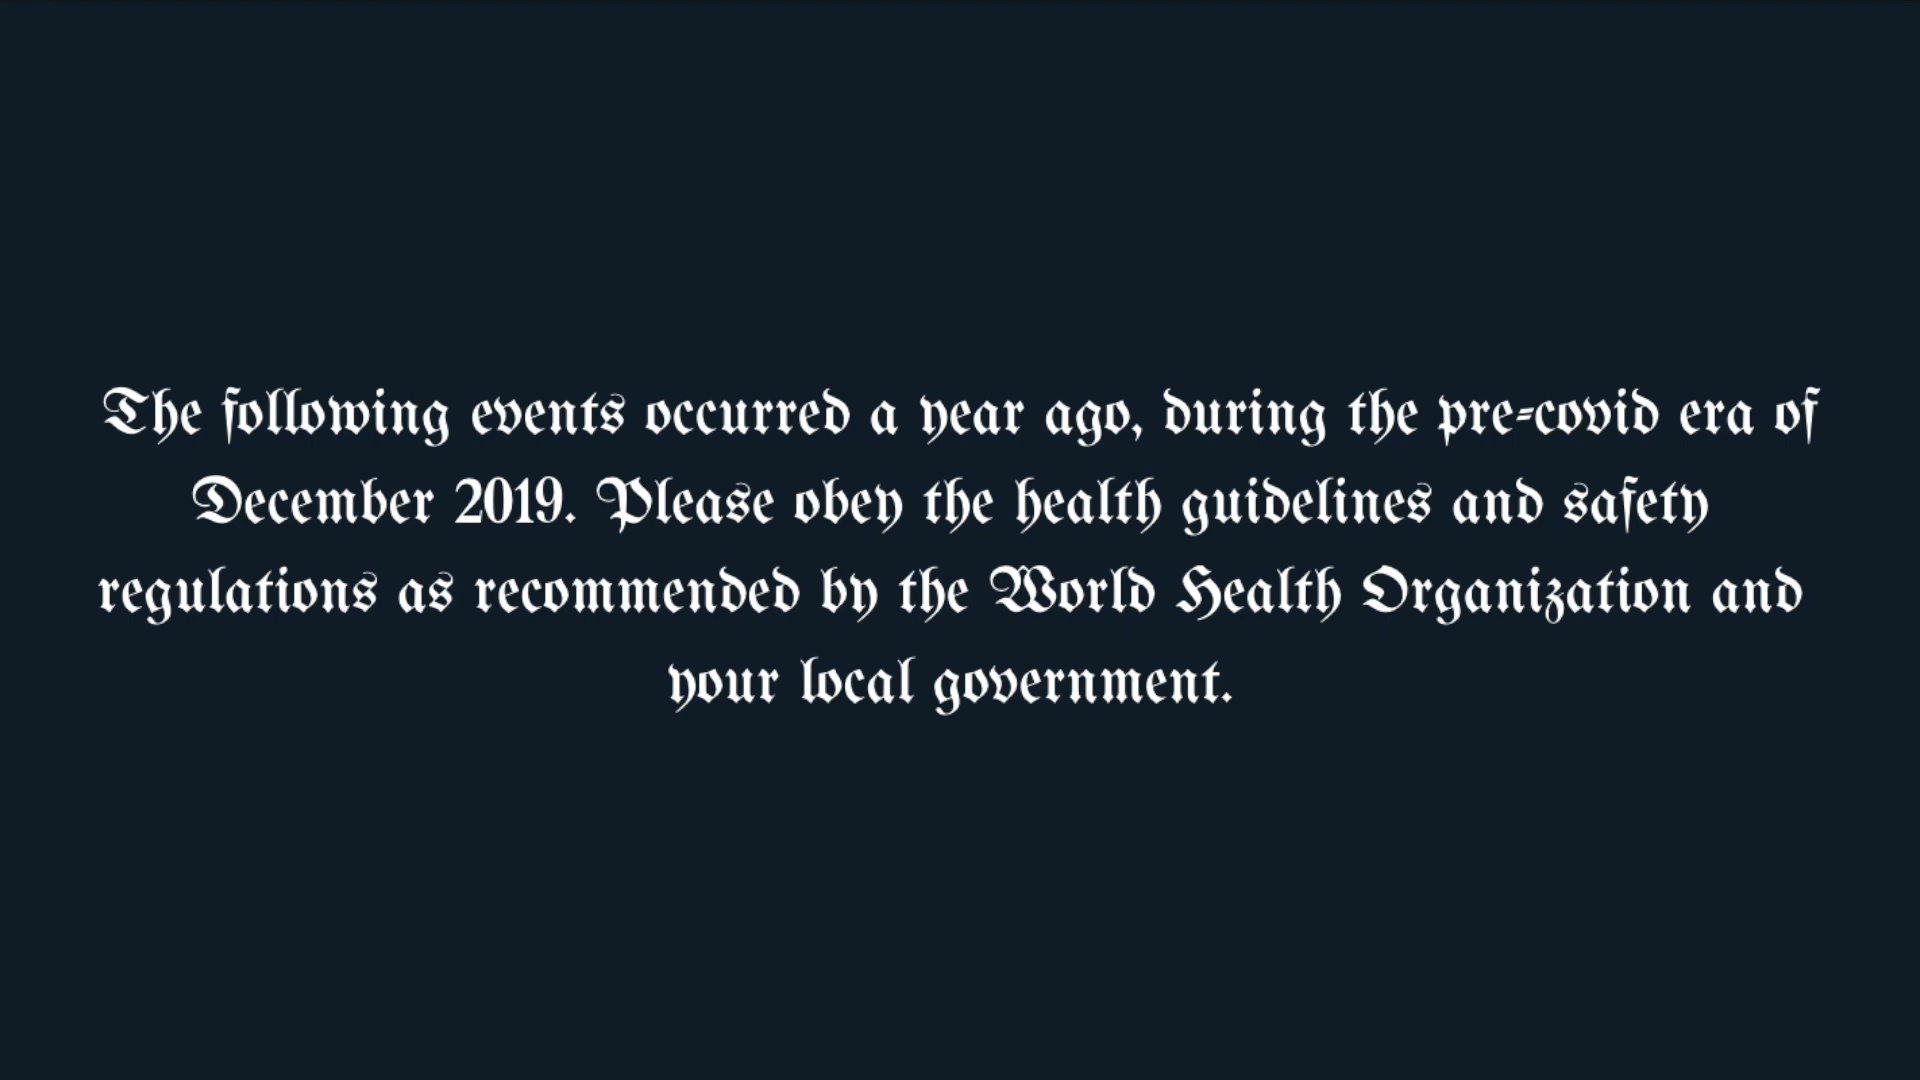 The following events occurred a year ago, during the pre-covid era of
December 2019. Please obey the health guidelines and safety
regulations as recommended by the World Health Organization and
your local government.